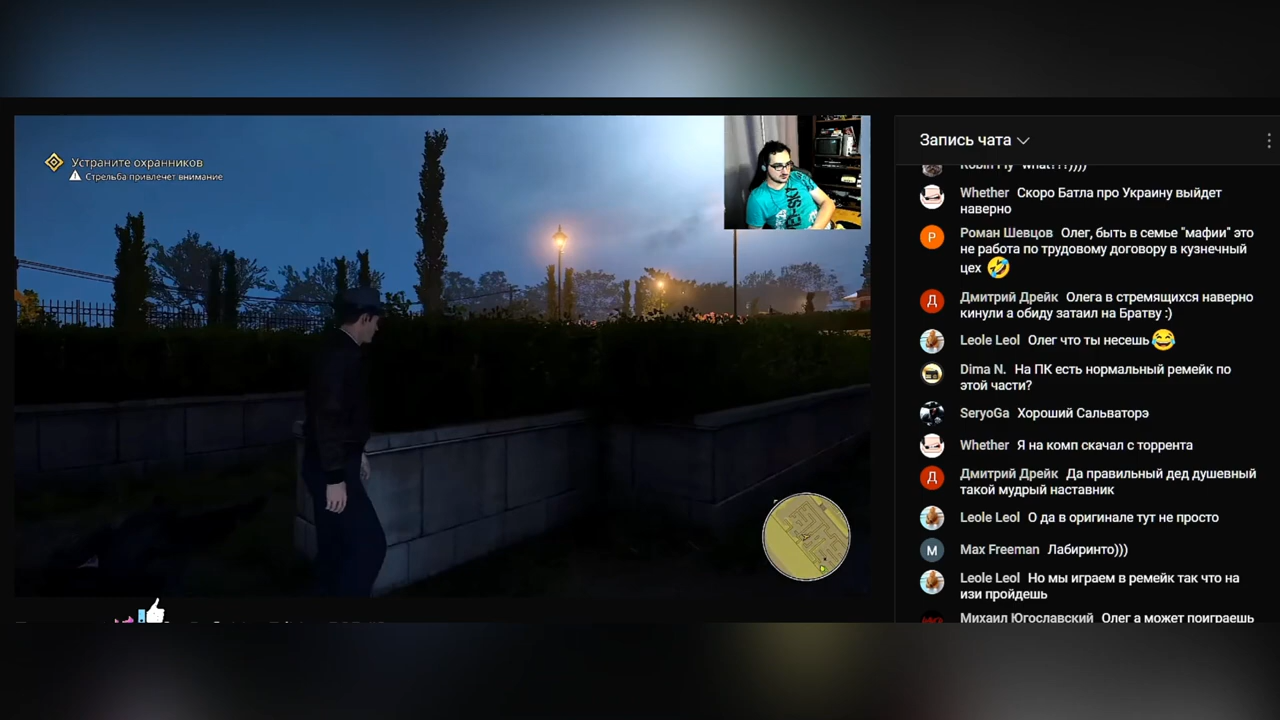 Устраните охранников
Стрельба привлечет внимание
Запись чата
Robin Fly what???))))
Whether Скоро Батла про Украину выйдет
наверно
Р
Роман Шевцов Олег, быть в семье "мафии" это
не работа по трудовому договору в кузнечный
цех
Д
Дмитрий Дрейк Олега в стремящихся наверно
кинули а обиду затаил на Братву :)
Leole Leol Олег что ты несешь
Dima N. На ПК есть нормальный ремейк по
этой части?
SeryoGa Хороший Сальваторэ
Whether Я на комп скачал с торрента
Д
Дмитрий Дрейк Да правильный дед душевный
такой мудрый наставник
Leole Leol О да в оригинале тут не просто
M
Max Freeman Лабиринто)))
Leole Leol Но мы играем в ремейк так что на
изи пройдешь
Михаил Югославский Олег а может поиграешь